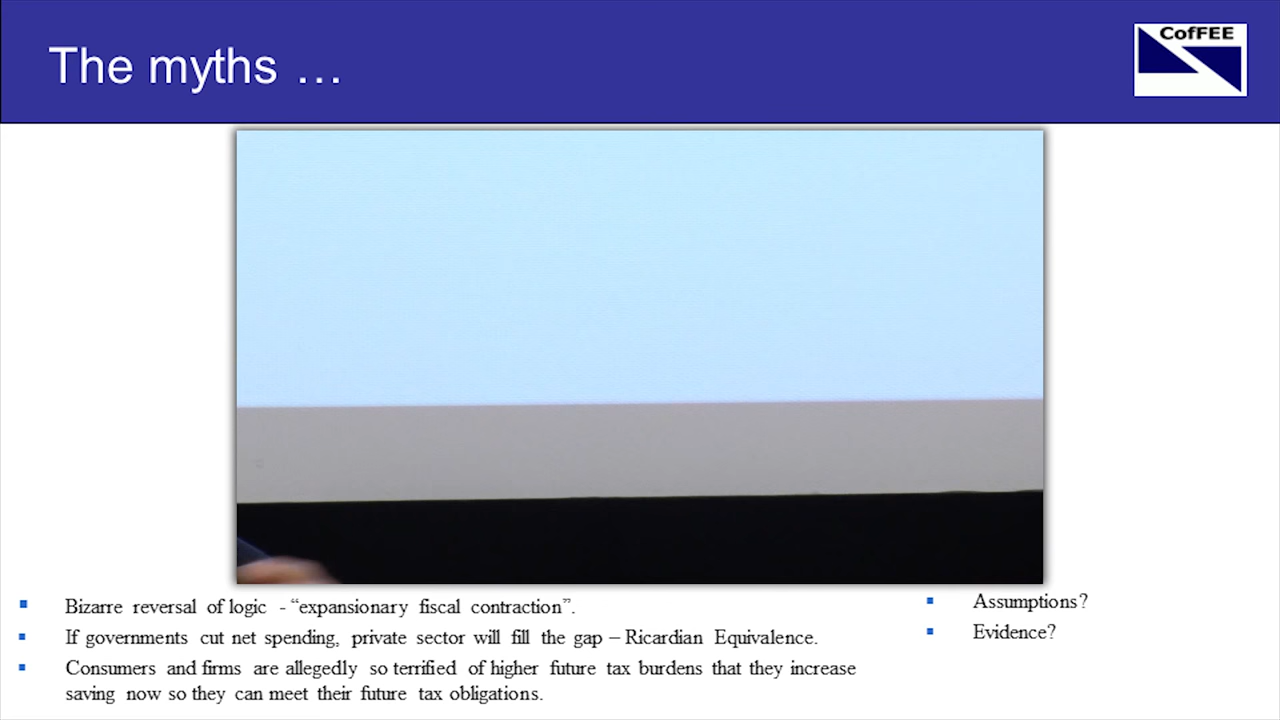 The myths …
CofFEE
Bizarre reversal of logic - “expansionary fiscal contraction”.
If governments cut net spending, private sector will fill the gap – Ricardian Equivalence.
Consumers and firms are allegedly so terrified of higher future tax burdens that they increase
saving now so they can meet their future tax obligations.
Assumptions?
Evidence?